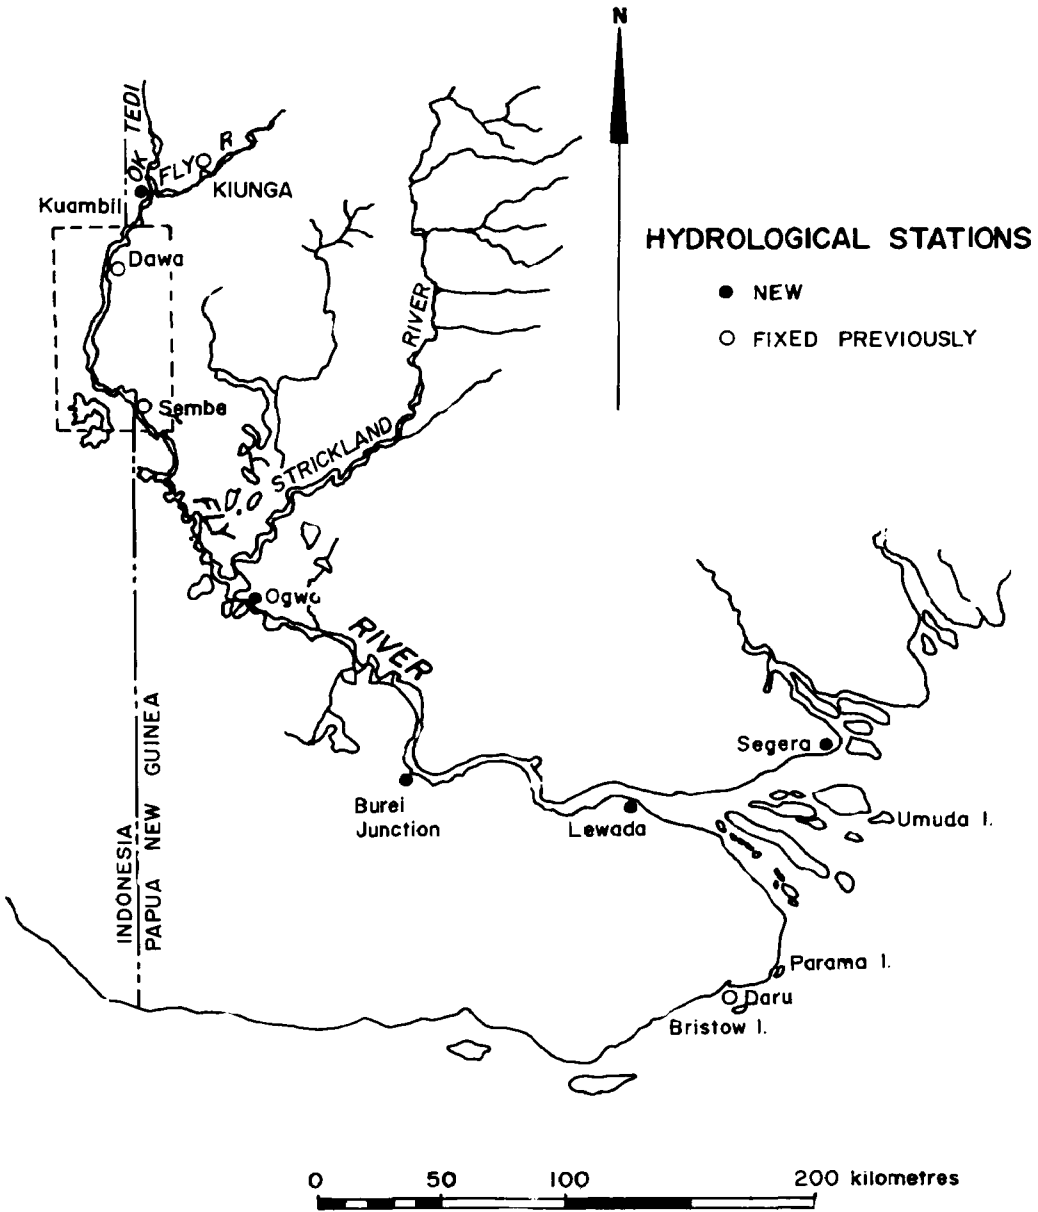 N
OK TEDI
FLY R
KIUNGA
Kuambil
HYDROLOGICAL STATIONS
Dawa
NEW
RIVER
FIXED PREVIOUSLY
Sembe
STRICKLAND
Ogwa
RIVER
Segera
Burei
Junction
Lewada
Umuda I.
INDONESIA
PAPUA NEW GUINEA
Parama I.
Daru
Bristow I.
0 50 100 200 kilometres